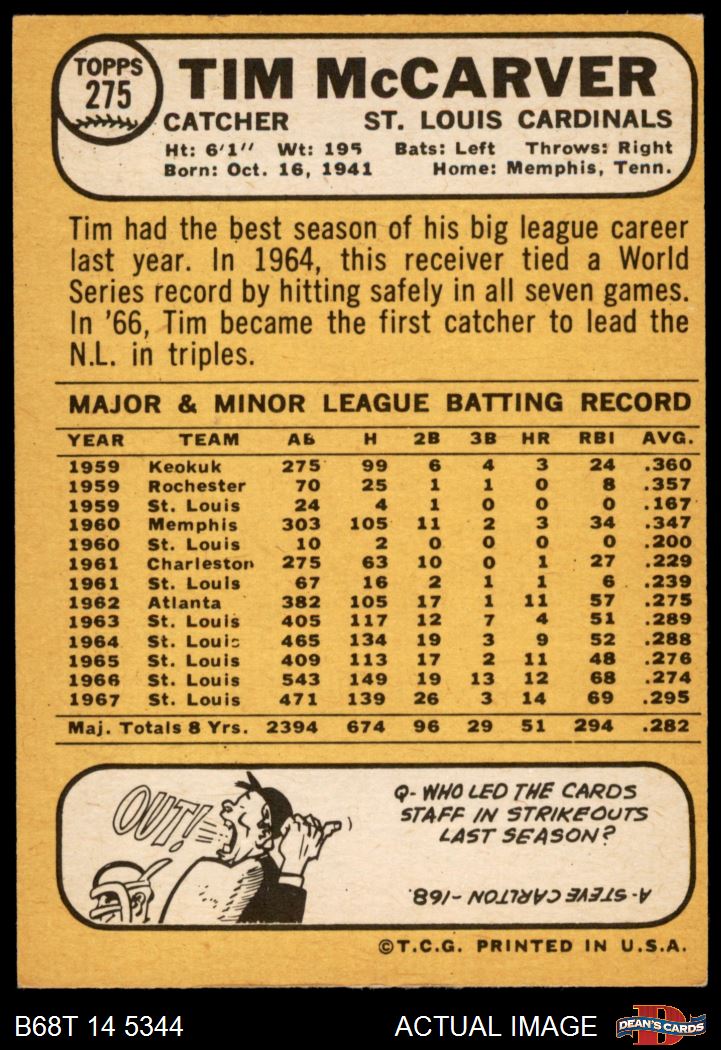 TOPPS
275
TIM McCARVER
CATCHER ST. LOUIS CARDINALS
Ht: 6'1" Wt: 195 Bats: Left Throws: Right
Born: Oct. 16, 1941 Home: Memphis, Tenn.
Tim had the best season of his big league career
last year. In 1964, this receiver tied a World
Series record by hitting safely in all seven games.
In '66, Tim became the first catcher to lead the
N.L. in triples.
MAJOR & MINOR LEAGUE BATTING RECORD
YEAR TEAM AB H 2B 3B HR RBI AVG.
1959 Keokuk 275 99 6 4 3 24 .360
1959 Rochester 70 25 1 1 0 8 .357
1959 St. Louis 24 4 1 0 0 0 .167
1960 Memphis 303 105 11 2 3 34 .347
1960 St. Louis 10 2 0 0 0 0 .200
1961 Charleston 275 63 10 0 1 27 .229
1961 St. Louis 67 16 2 1 1 6 .239
1962 Atlanta 382 105 17 1 11 57 .275
1963 St. Louis 405 117 12 7 4 51 .289
1964 St. Louis 465 134 19 3 9 52 .288
1965 St. Louis 409 113 17 2 11 48 .276
1966 St. Louis 543 149 19 13 12 68 .274
1967 St. Louis 471 139 26 3 14 69 .295
Maj. Totals 8 Yrs. 2394 674 96 29 51 294 .282
OUT!
Q- WHO LED THE CARDS
STAFF IN STRIKEOUTS
LAST SEASON?
A- STEVE CARLTON -168.
©T.C.G. PRINTED IN U.S.A.
B68T 14 5344 ACTUAL IMAGE
D
DEAN'S CARDS